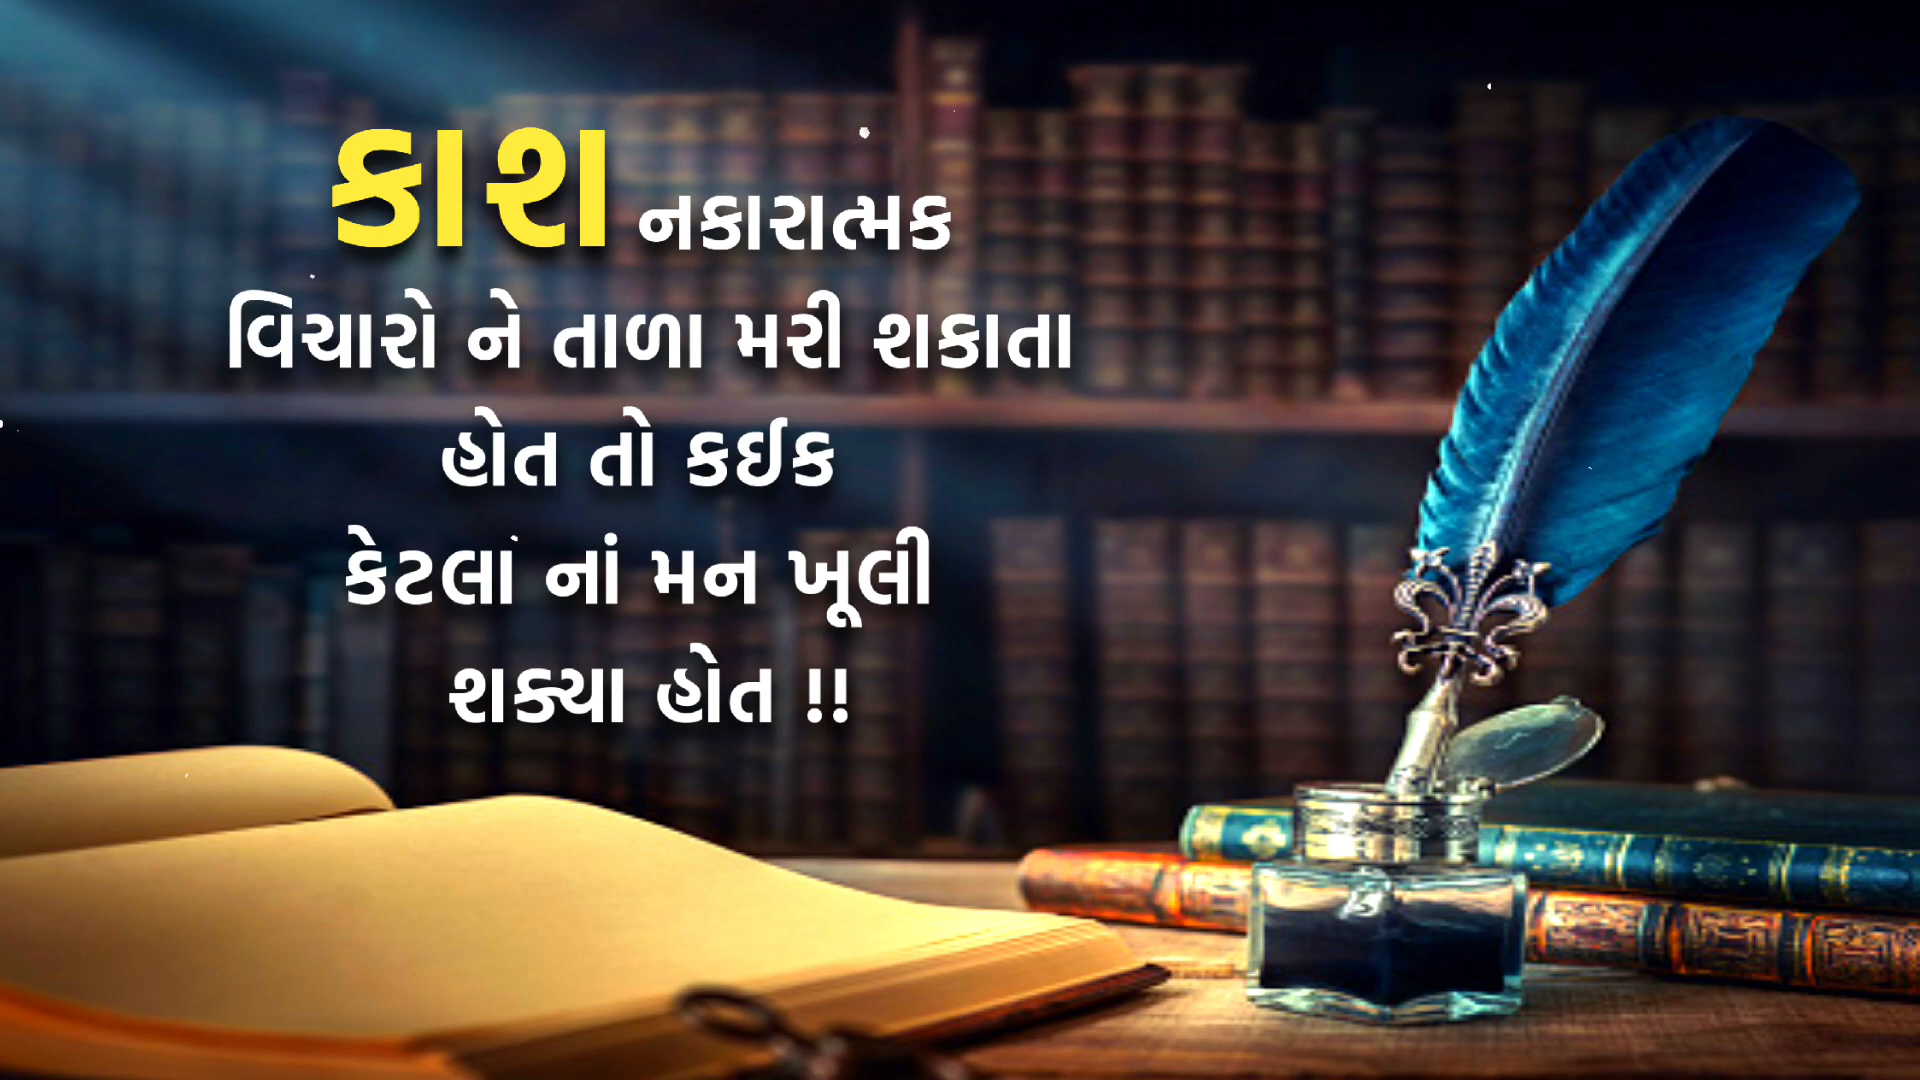 કાશ નકારાત્મક
વિચારો ને તાળા મરી શકાતા
હોત તો કઈક
કેટલા નાં મન ખૂલી
શક્યા હોત !!